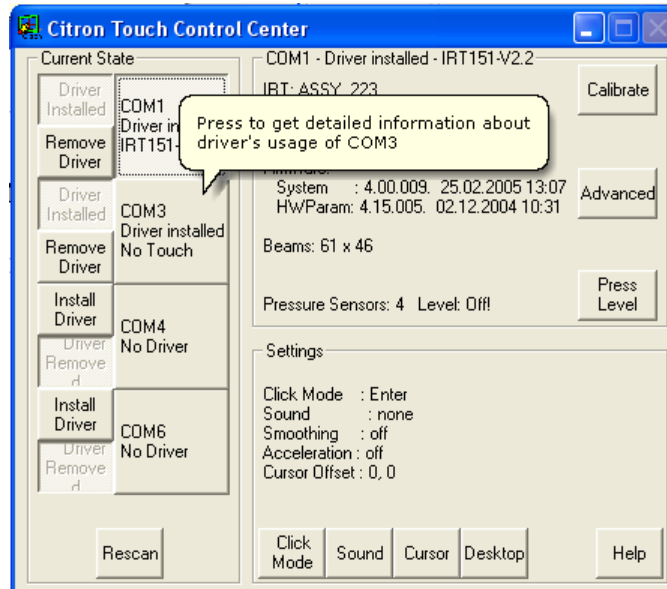 Citron Touch Control Center
Current State
Driver
Installed
Remove
Driver
COM1
Driver in
IRT151-
Driver
Installed
Remove
Driver
COM3
Driver installed
No Touch
Install
Driver
Driver
Remove
d
COM4
No Driver
Install
Driver
Driver
Remove
d
COM6
No Driver
Rescan
Press to get detailed information about
driver's usage of COM3
COM1 - Driver installed - IRT151-V2.2
IRT: ASSY 223
System : 4.00.009. 25.02.2005 13:07
HWParam: 4.15.005. 02.12.2004 10:31
Beams: 61 x 46
Pressure Sensors: 4 Level: Off!
Calibrate
Advanced
Press
Level
Settings
Click Mode : Enter
Sound : none
Smoothing : off
Acceleration : off
Cursor Offset : 0, 0
Click
Mode
Sound
Cursor
Desktop
Help